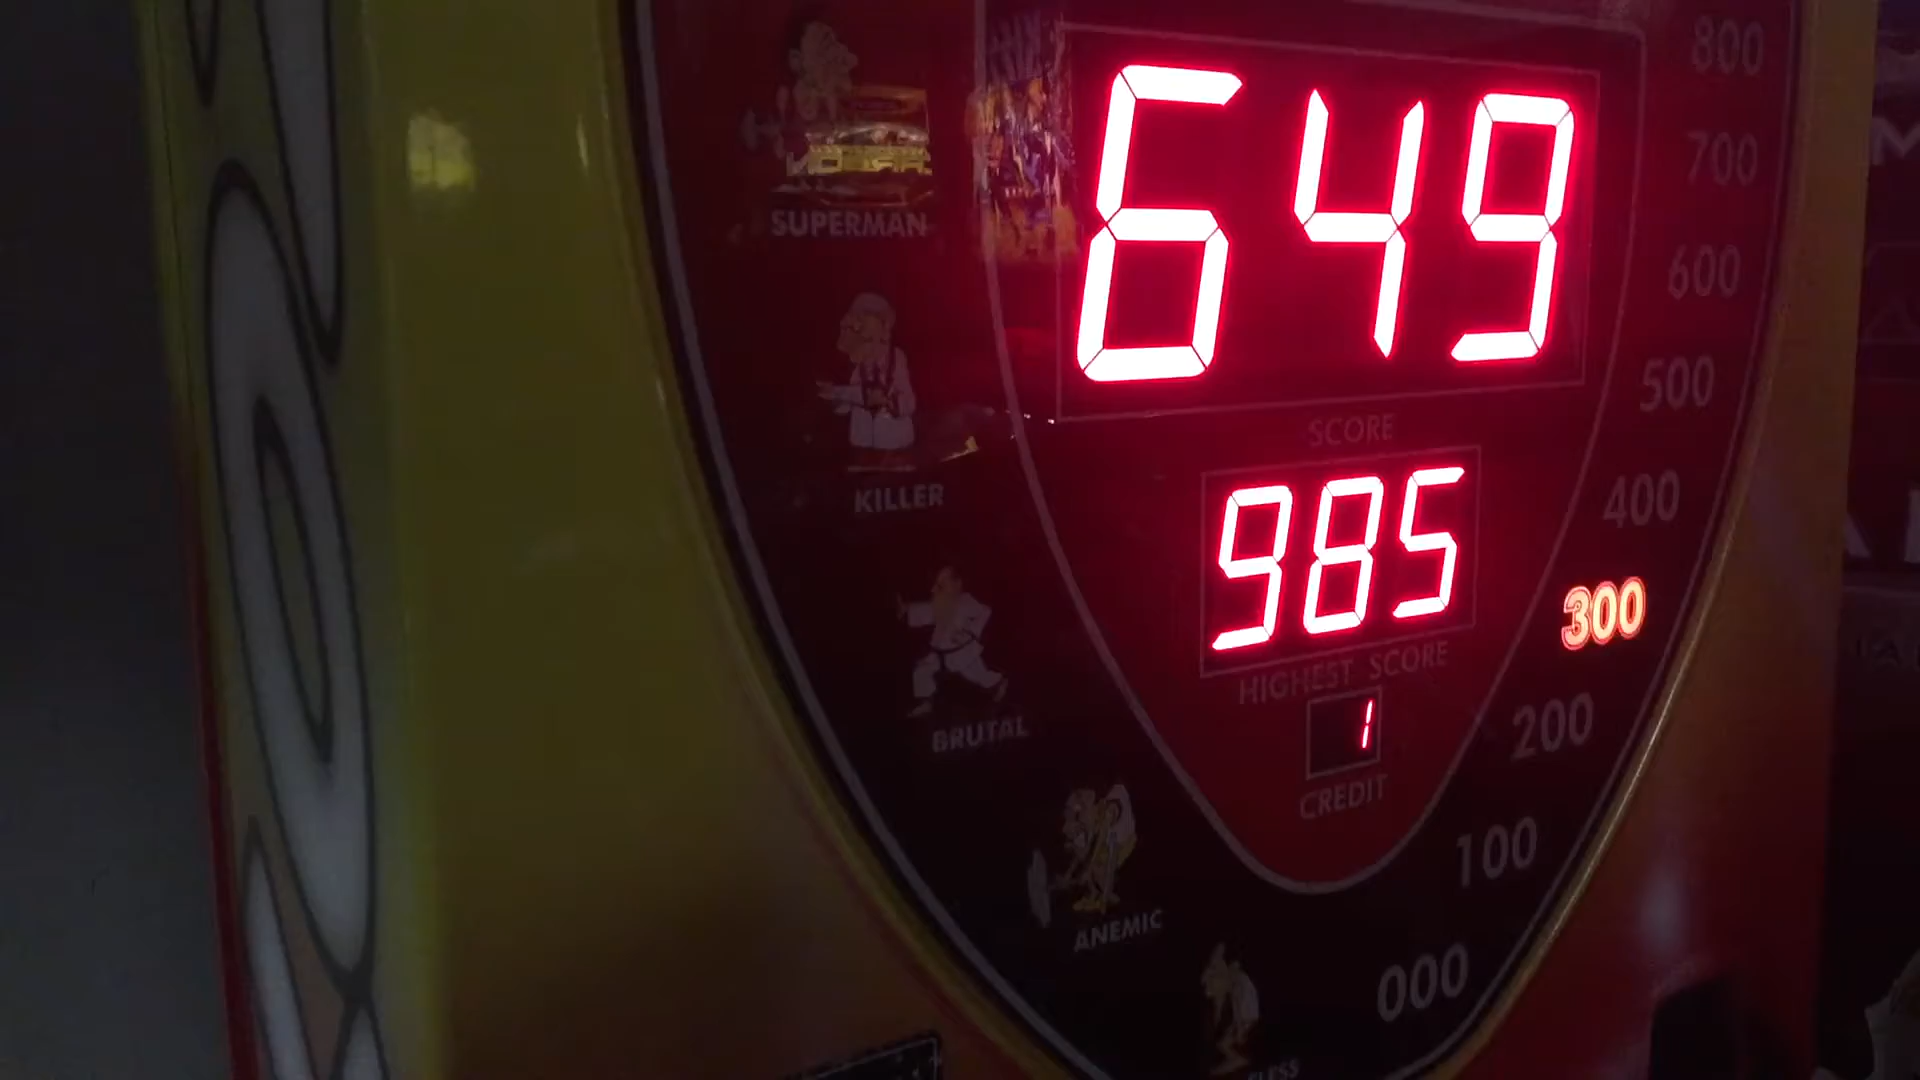 800
649
700
SUPERMAN
600
500
SCORE
KILLER
985
400
300
HIGHEST SCORE
BRUTAL
1
200
CREDIT
100
ANEMIC
000